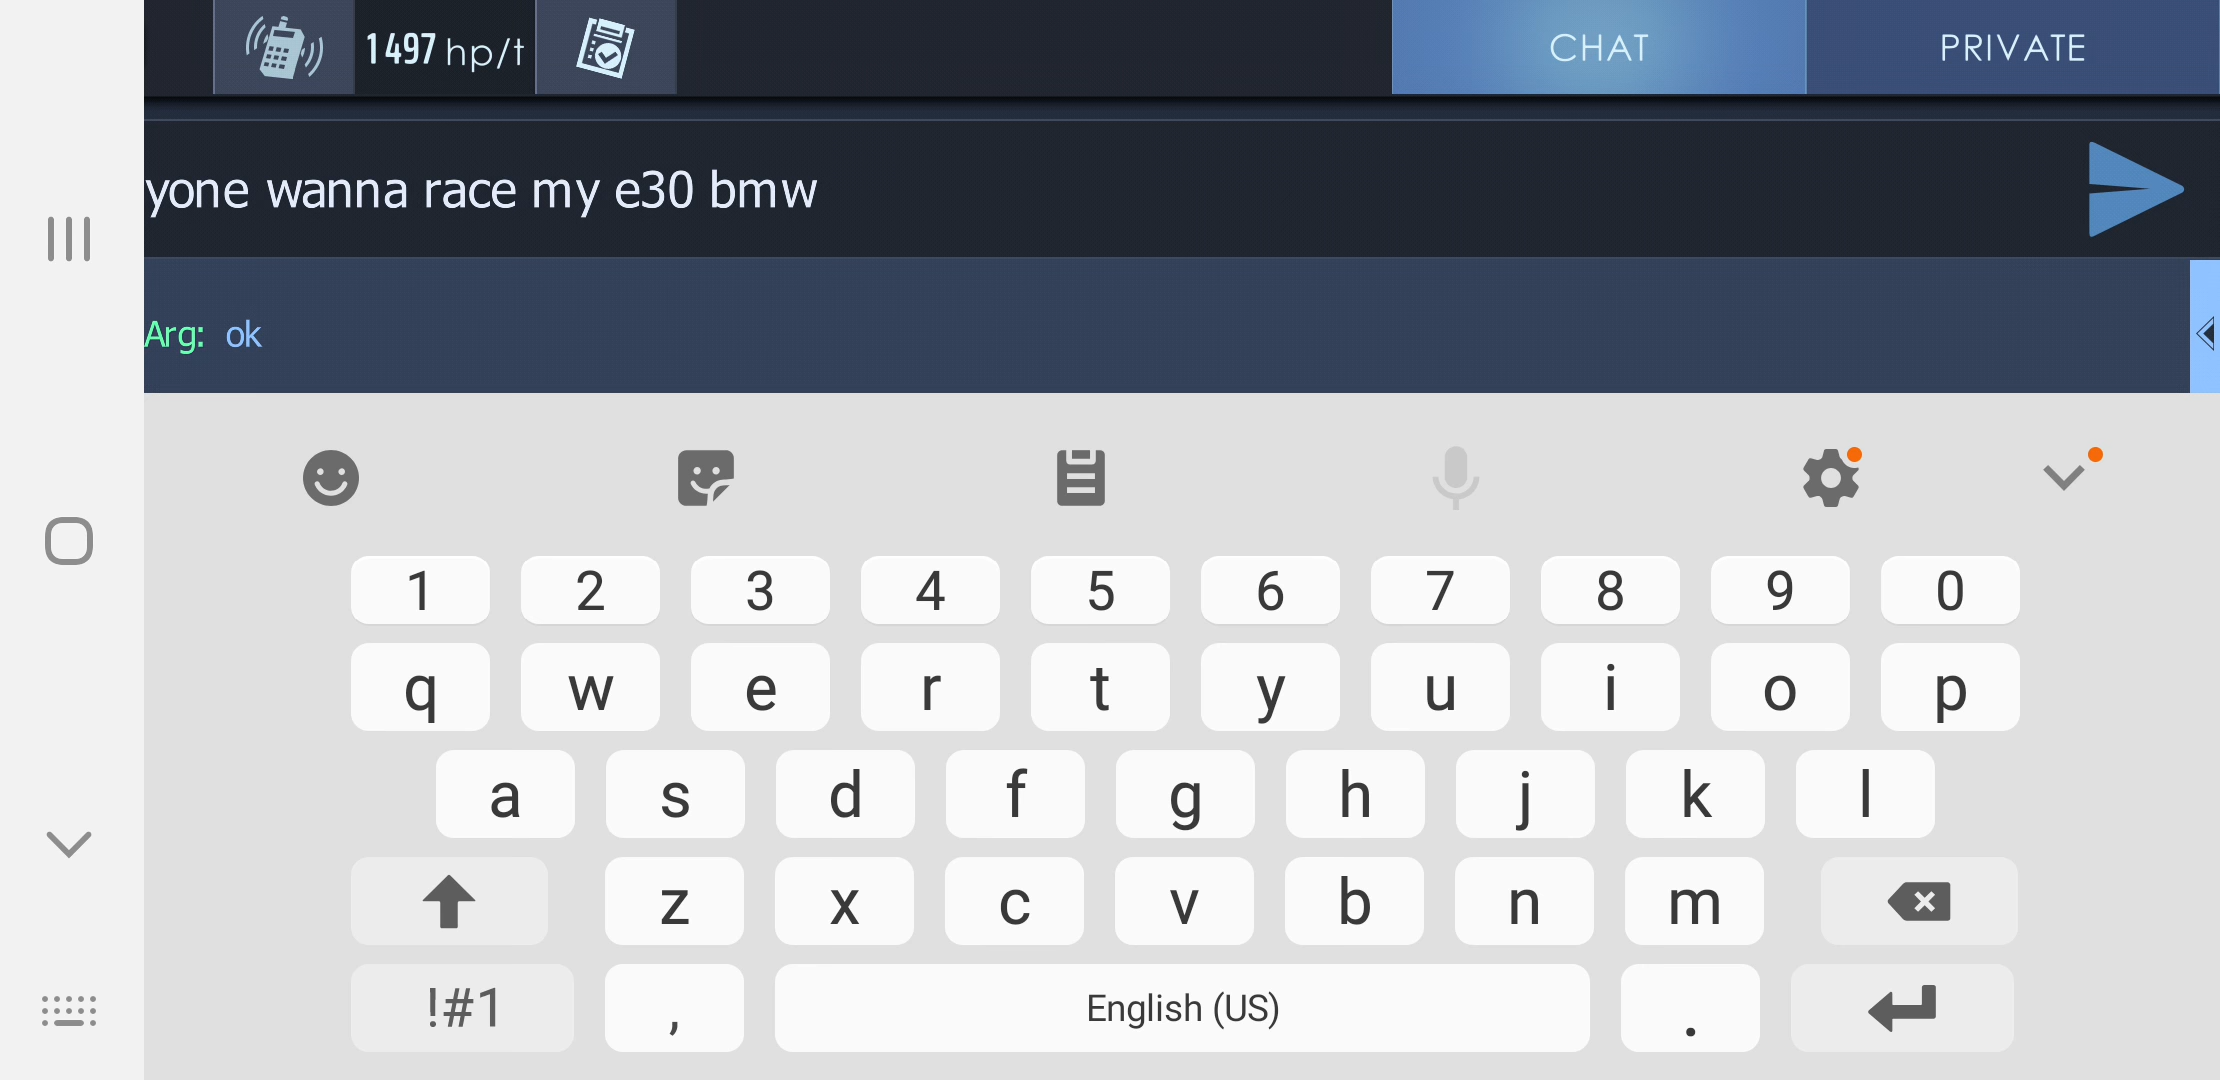 1497 hp/t
CHAT
PRIVATE
yone wanna race my e30 bmw
Arg: ok
1 2 3 4 5 6 7 8 9 0
q w e r t y u i o p
a s d f g h j k l
z x c v b n m
!#1 , English (US) .